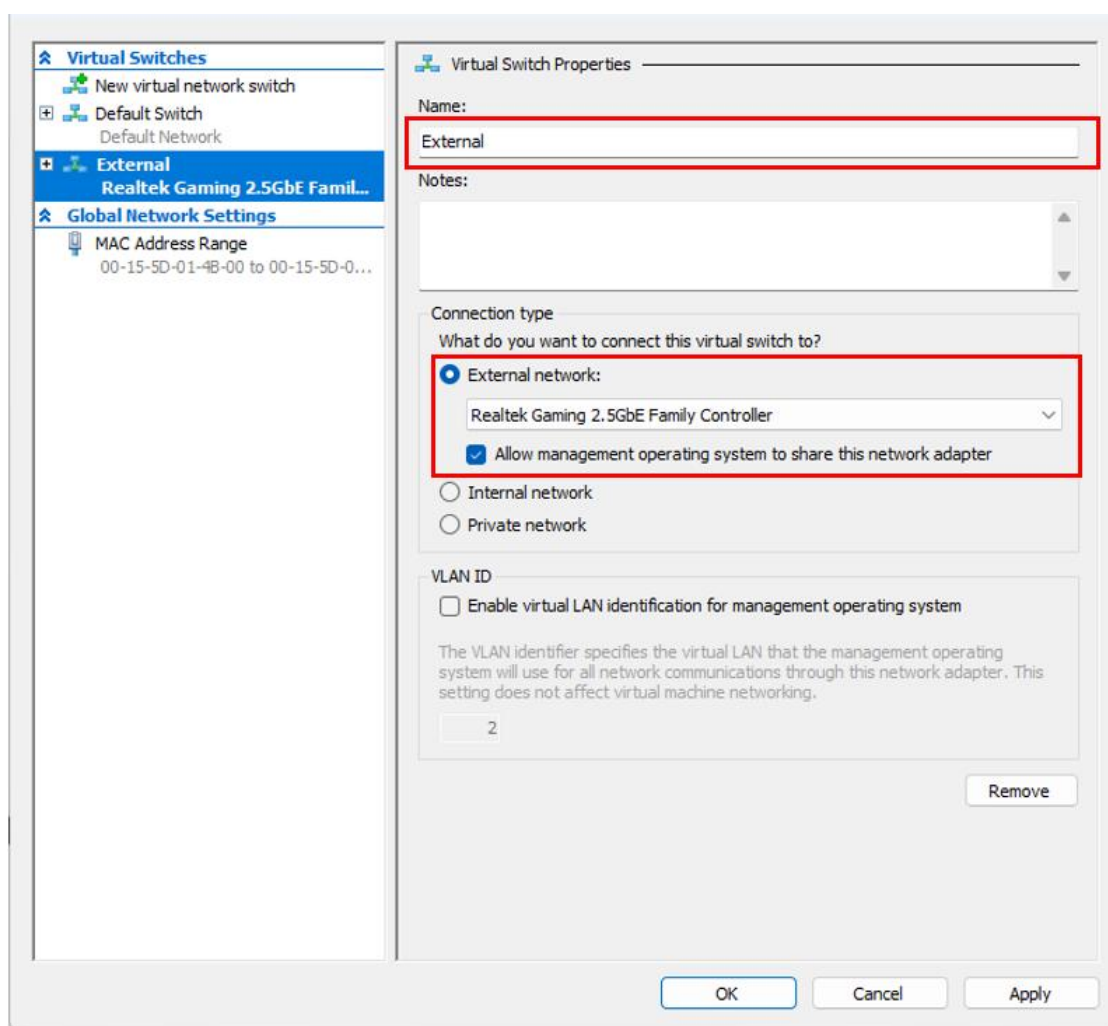 Virtual Switches
New virtual network switch
Default Switch
Default Network
External
Realtek Gaming 2.5GbE Famil...
Global Network Settings
MAC Address Range
00-15-5D-01-4B-00 to 00-15-5D-0...
Virtual Switch Properties
Name:
External
Notes:
Connection type
What do you want to connect this virtual switch to?
External network:
Realtek Gaming 2.5GbE Family Controller
Allow management operating system to share this network adapter
Internal network
Private network
VLAN ID
Enable virtual LAN identification for management operating system
The VLAN identifier specifies the virtual LAN that the management operating
system will use for all network communications through this network adapter. This
setting does not affect virtual machine networking.
2
Remove
OK
Cancel
Apply